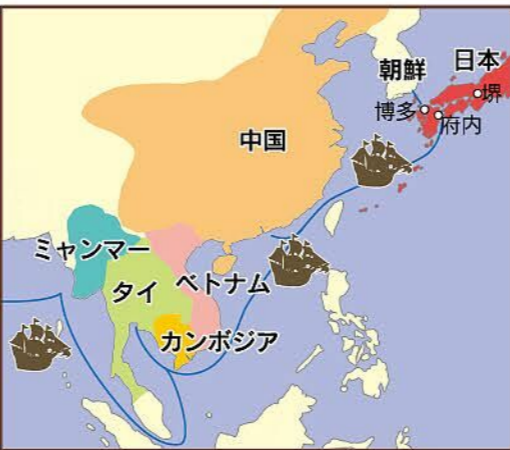 日本
朝鮮
堺
博多
府内
中国
ミャンマー
タイ
ベトナム
カンボジア